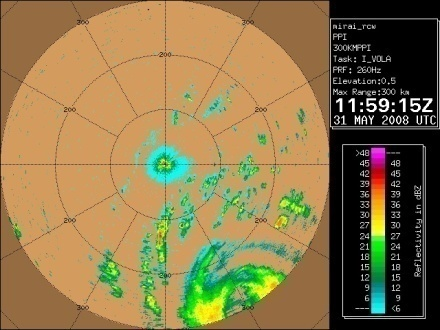 mirai_rcw
PPI
300KMPPI
Task: I_VOLA
PRF: 260Hz
Elevation:0.5
Max Range:300 km
11:59:15Z
31 MAY 2008 UTC
300 300
200
200 200
200
300 300
>48 ---
45 48
42 45
39 42
36 39
33 36
30 33
27 30
24 27
21 24
18 21
15 18
12 15
9 12
6 9
--- <6
Reflectivity in dBZ